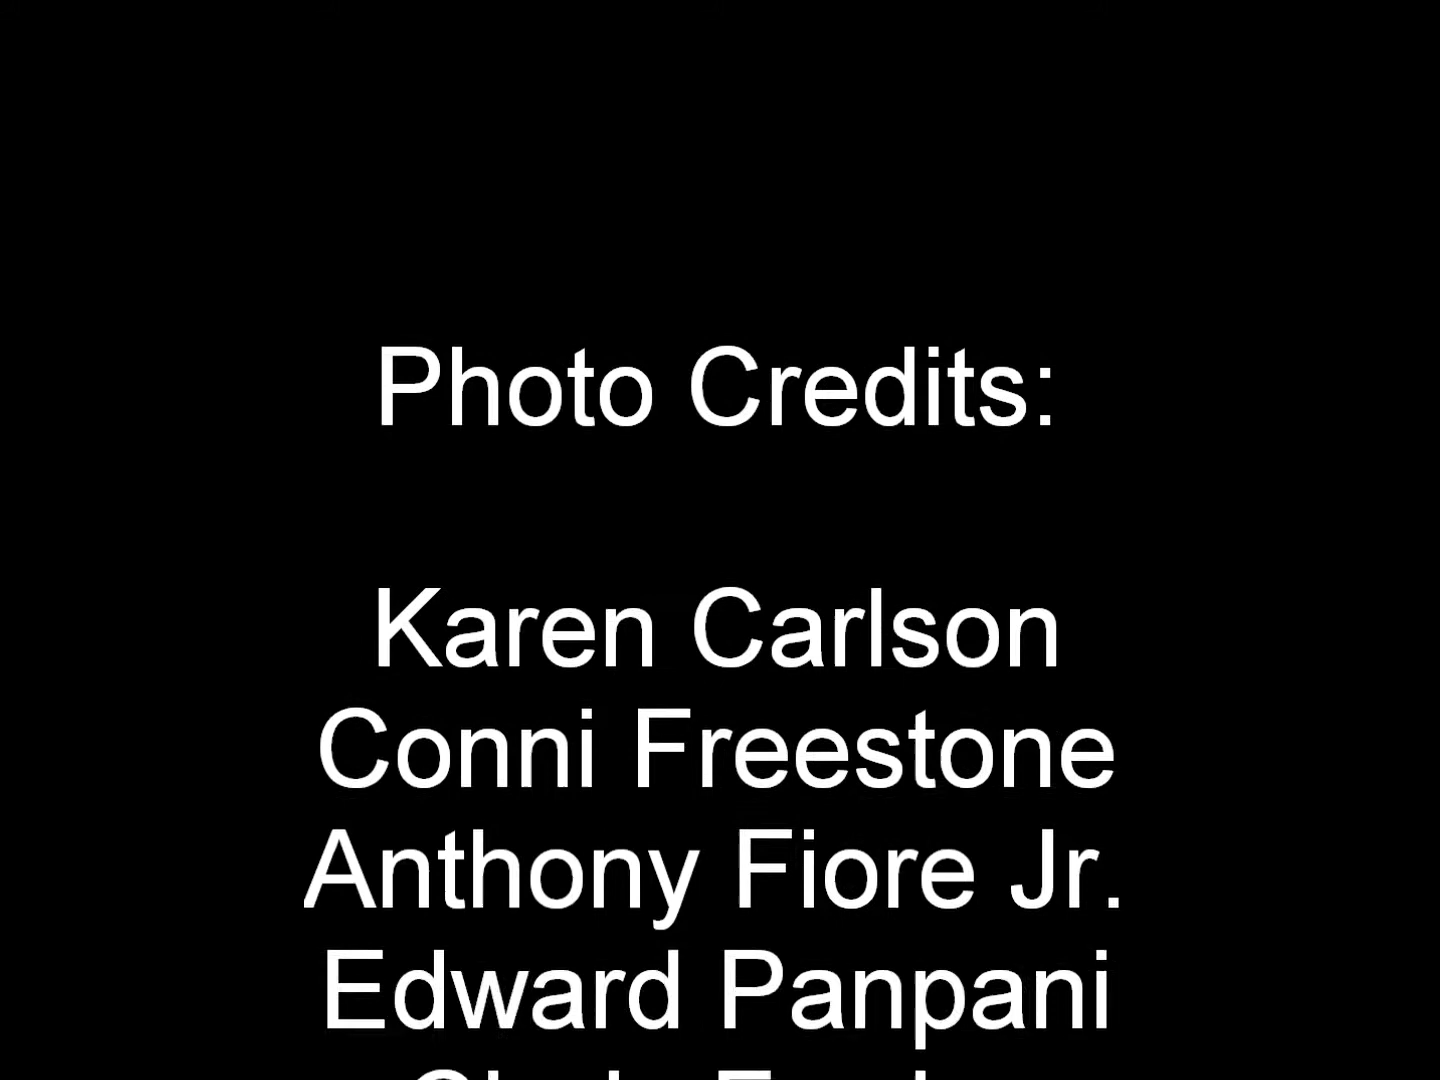 Photo Credits:
Karen Carlson
Conni Freestone
Anthony Fiore Jr.
Edward Panpani